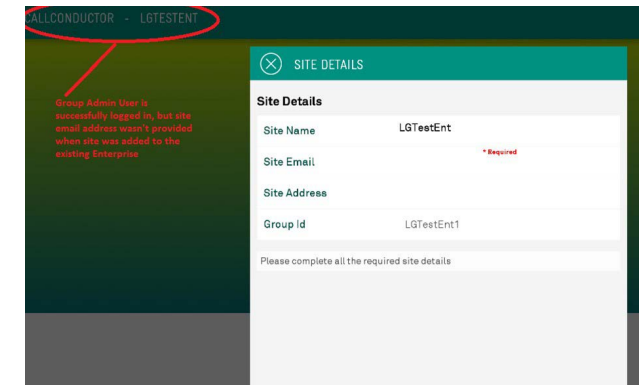 CALLCONDUCTOR - LGTESTENT
SITE DETAILS
Group Admin User is
successfully logged in, but site
email address wasn't provided
when site was added to the
existing Enterprise
Site Details
Site Name LGTestEnt
Site Email * Required
Site Address
Group Id LGTestEnt1
Please complete all the required site details